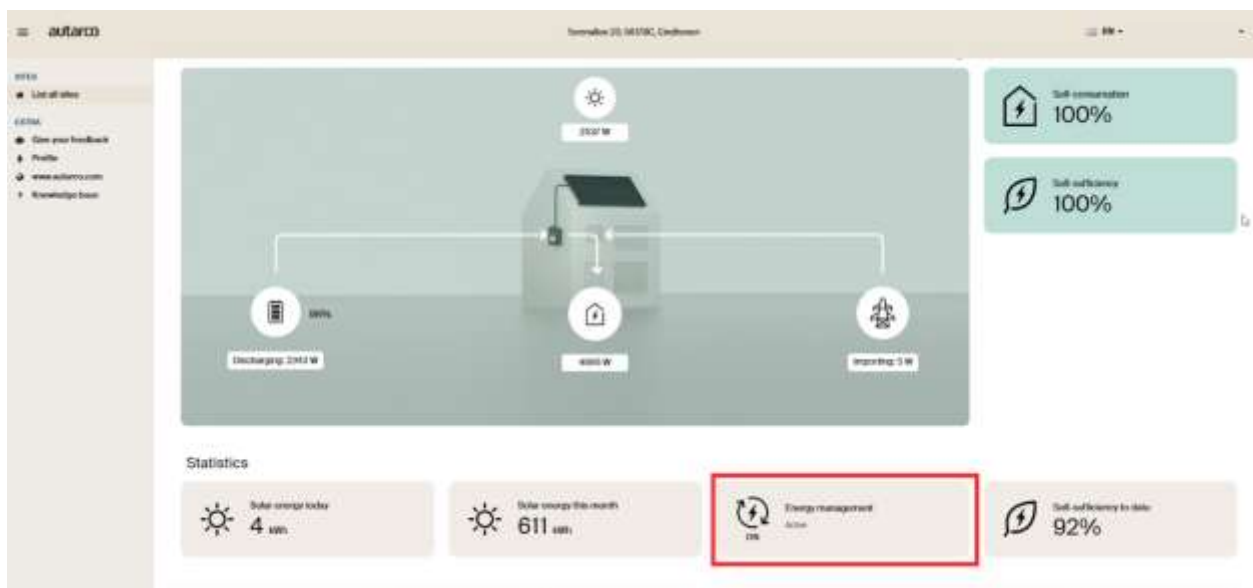 autarco
EN
SITES
List all sites
EXTRA
Give your feedback
Profile
www.autarco.com
Knowledge base
Self-consumption
100%
Self-sufficiency
100%
Discharging:
W
W
Importing: 5 W
Statistics
Solar energy today
4 kWh
Solar energy this month
611 kWh
Energy management
Active
ON
Self-sufficiency to date
92%